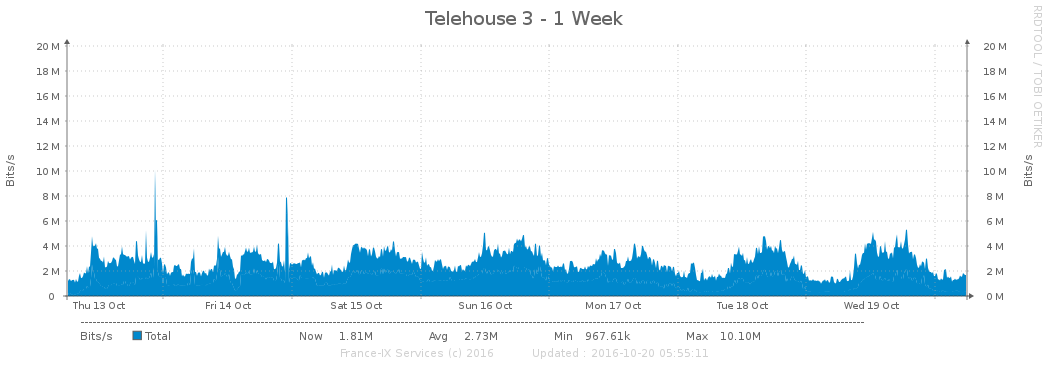 Telehouse 3 - 1 Week
RRDTOOL / TOBI OETIKER
Bits/s
Bits/s
20 M 20 M
18 M 18 M
16 M 16 M
14 M 14 M
12 M 12 M
10 M 10 M
8 M 8 M
6 M 6 M
4 M 4 M
2 M 2 M
0 0 M
Thu 13 Oct Fri 14 Oct Sat 15 Oct Sun 16 Oct Mon 17 Oct Tue 18 Oct Wed 19 Oct
Bits/s Total Now 1.81M Avg 2.73M Min 967.61k Max 10.10M
France-IX Services (c) 2016 Updated : 2016-10-20 05:55:11